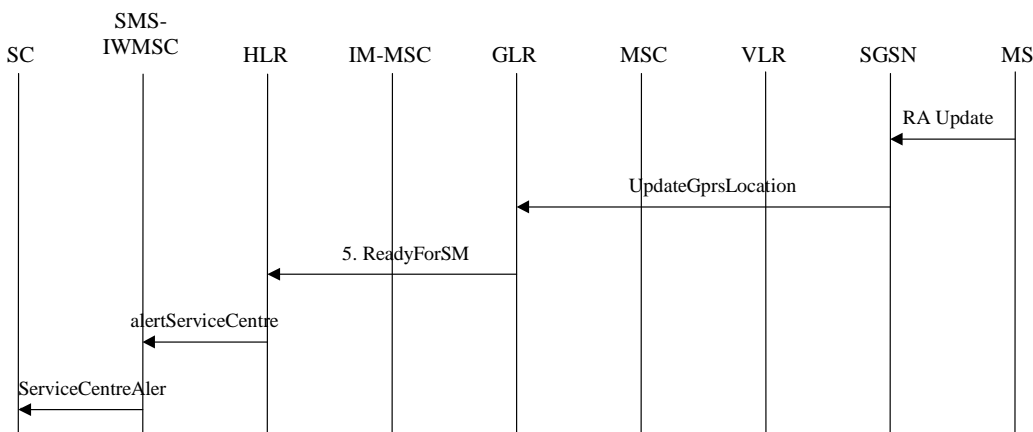 SMS-
IWMSC
SC HLR IM-MSC GLR MSC VLR SGSN MS
RA Update
UpdateGprsLocation
5. ReadyForSM
alertServiceCentre
ServiceCentreAler